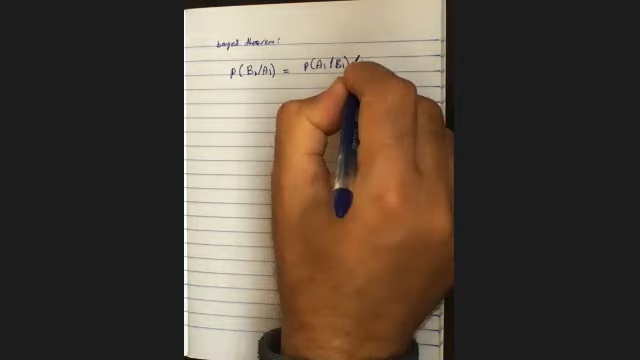 bayes theorem:
P(B₁/A₁) = P(A₁/B₁)